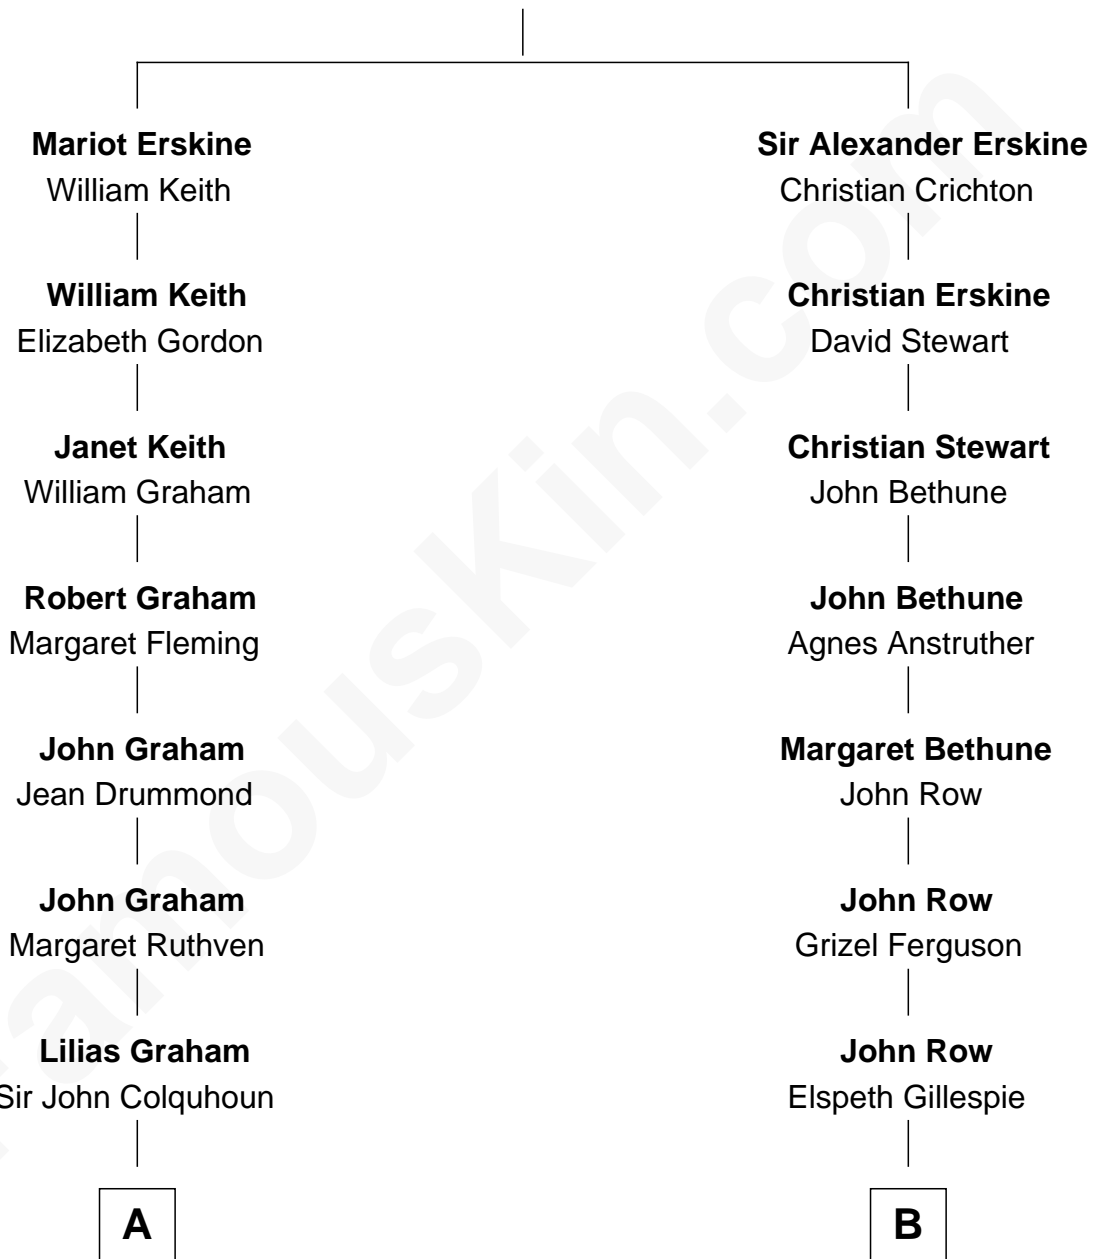 Mariot Erskine
William Keith
William Keith
Elizabeth Gordon
Janet Keith
William Graham
Robert Graham
Margaret Fleming
John Graham
Jean Drummond
John Graham
Margaret Ruthven
Lilias Graham
Sir John Colquhoun
A
Sir Alexander Erskine
Christian Crichton
Christian Erskine
David Stewart
Christian Stewart
John Bethune
John Bethune
Agnes Anstruther
Margaret Bethune
John Row
John Row
Grizel Ferguson
John Row
Elspeth Gillespie
B
FamousKin.com